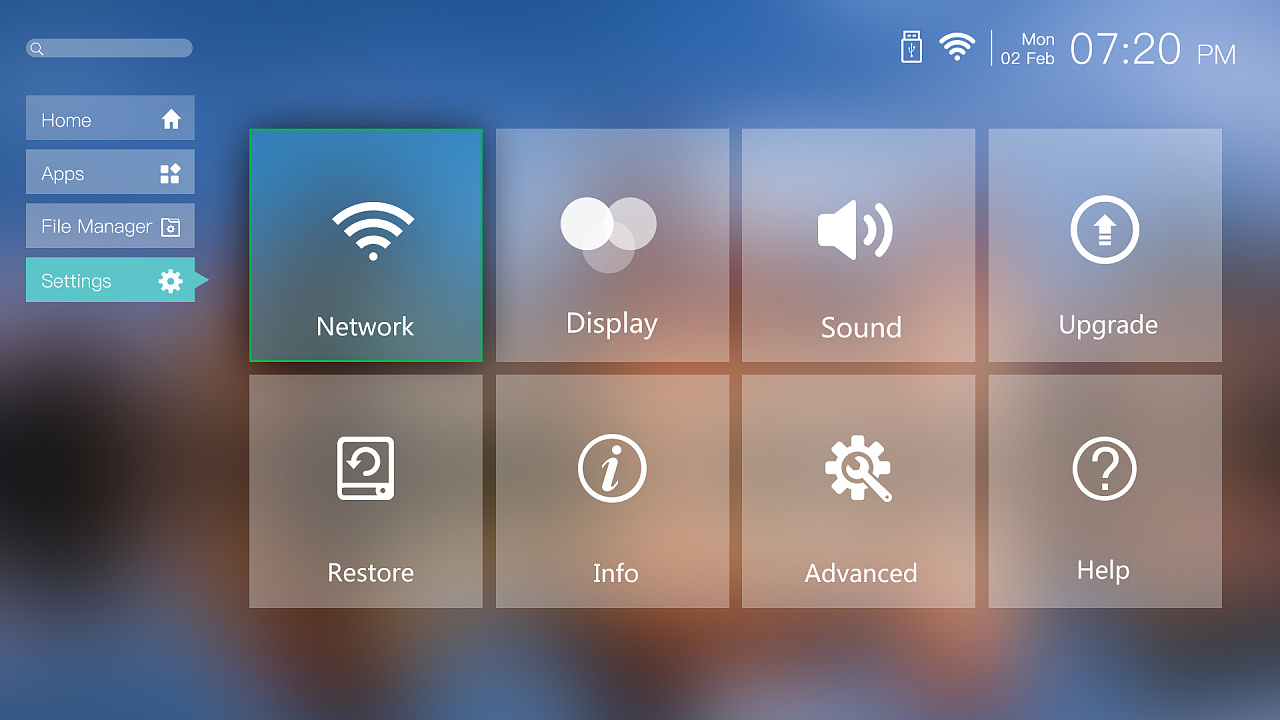 Mon
02 Feb
07:20 PM
Home
Apps
File Manager
Settings
Network
Display
Sound
Upgrade
Restore
Info
Advanced
Help